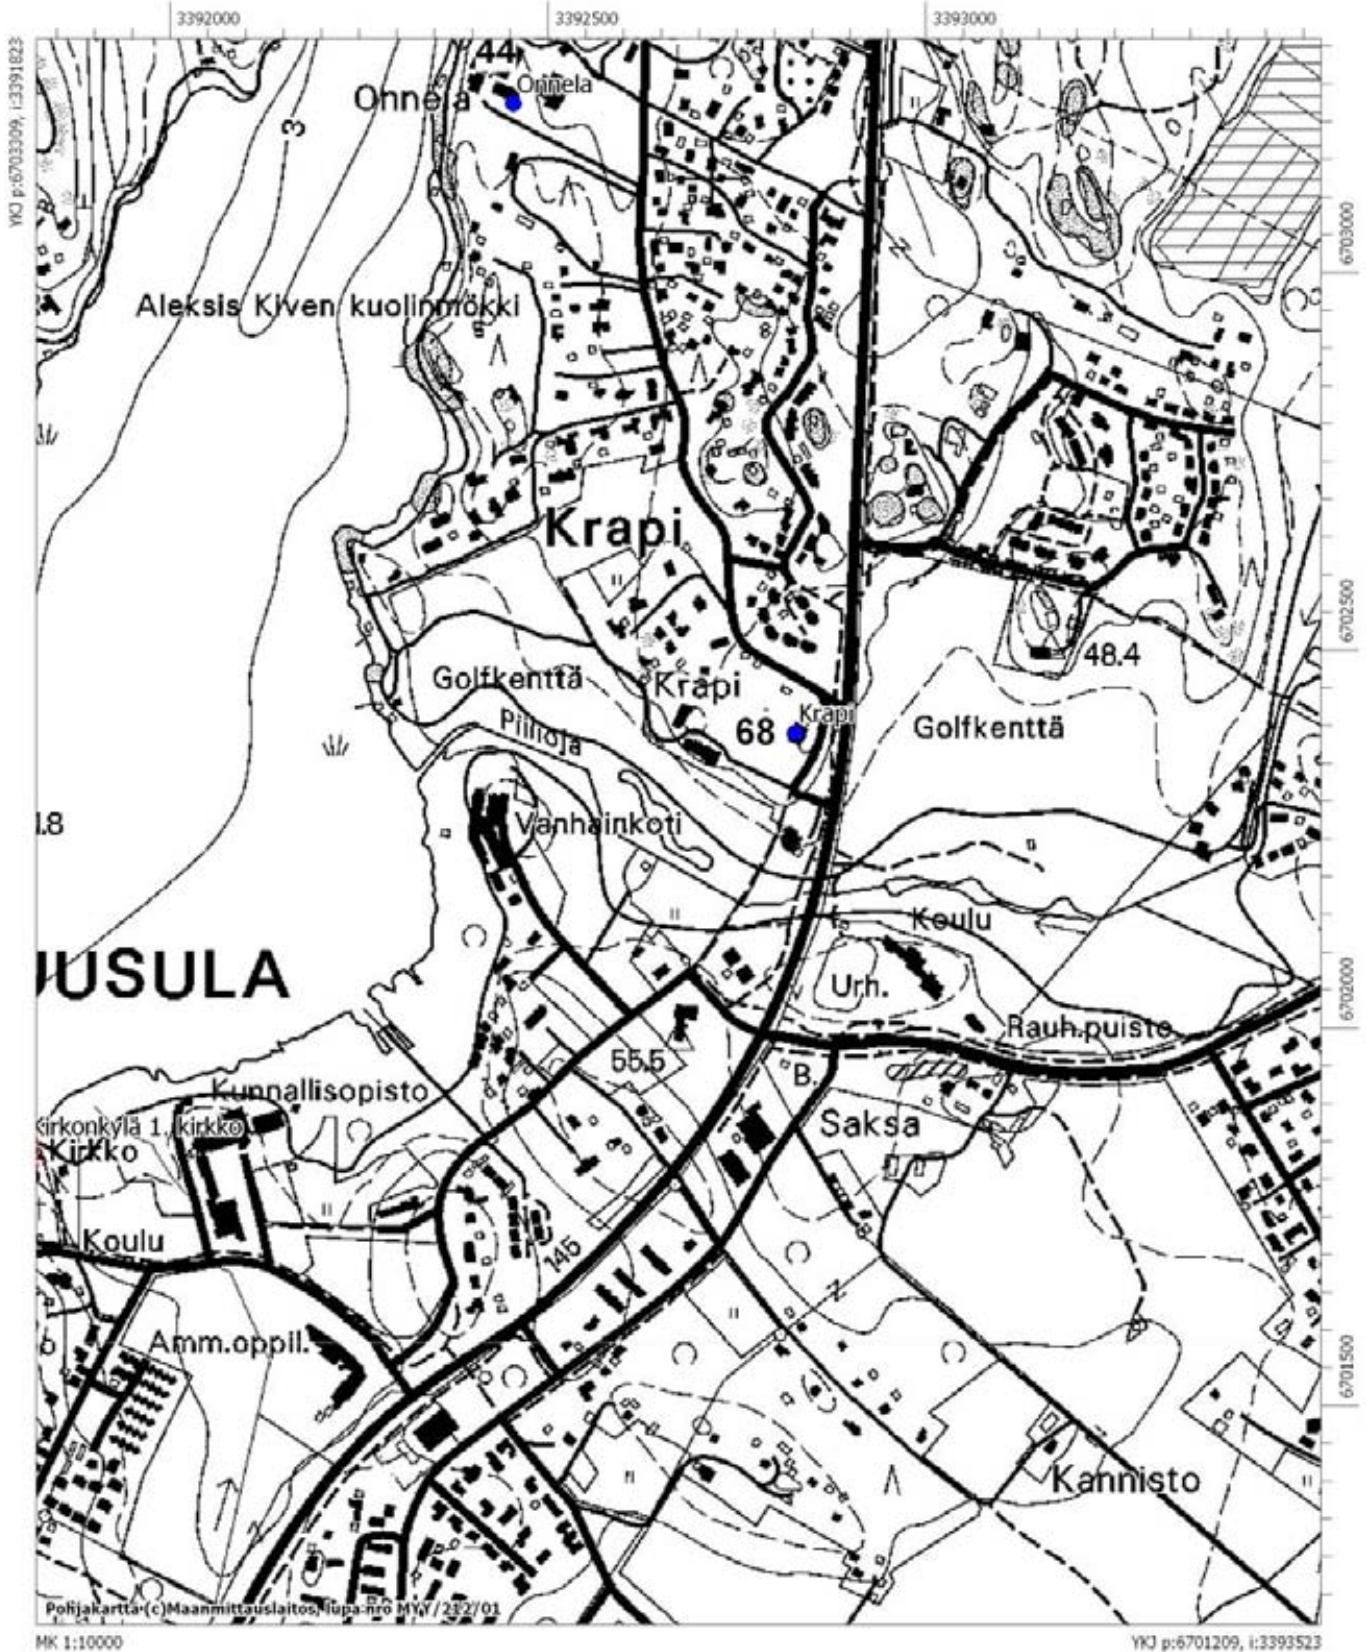 3392000
3392500
3393000
YKJ p:6703309, i:3391823
44
Onnela
Onnela
3
6703000
Aleksis Kiven kuolinmökki
8
Krapi
6702500
48.4
Golfkenttä
Krapi
Krapi
68
Golfkenttä
Piilioja
1.8
Vanhainkoti
Koulu
UUSULA
Urh.
6702000
Rauh.puisto
55.5
B.
Kunnallisopisto
Saksa
Kirkonkylä 1. kirkko
Kirkko
Koulu
145
Amm.oppil.
6701500
Kannisto
Pohjakartta (c)Maanmittauslaitos, lupa nro MYY/212/01
MK 1:10000
YKJ p:6701209, i:3393523